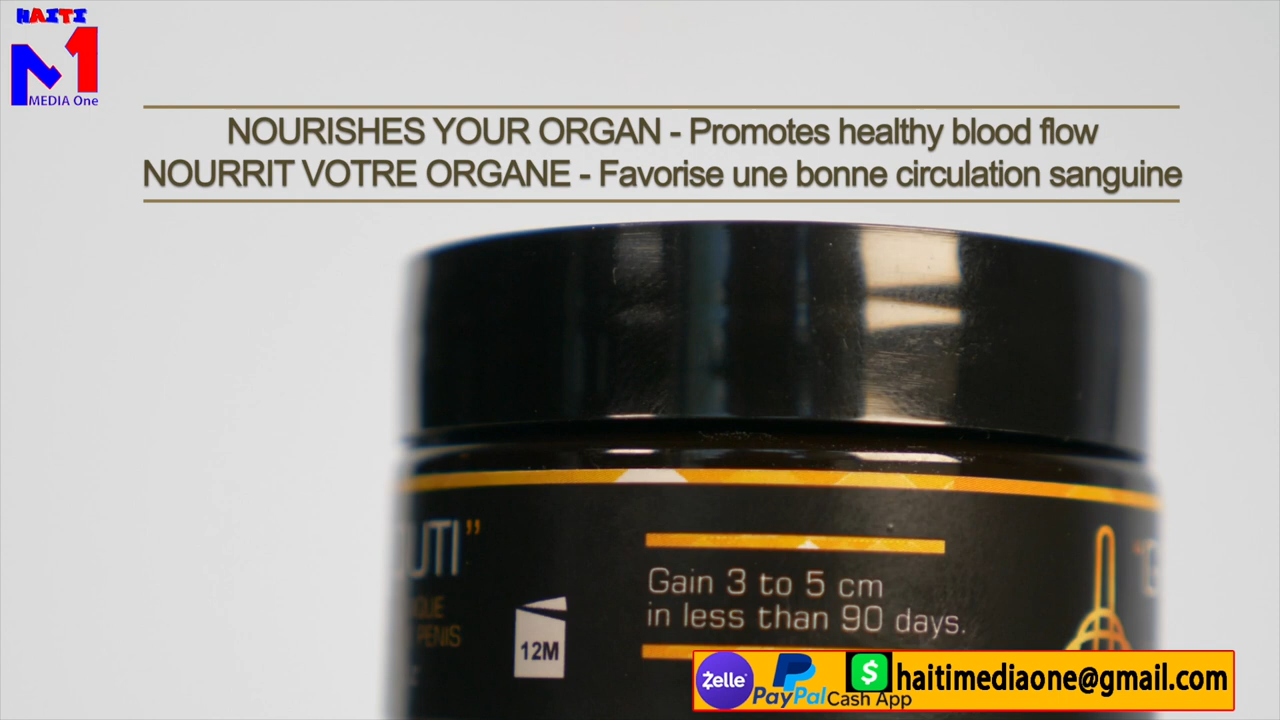 HAITI
M1
MEDIA One
NOURISHES YOUR ORGAN - Promotes healthy blood flow
NOURRIT VOTRE ORGANE - Favorise une bonne circulation sanguine
Gain 3 to 5 cm
in less than 90 days.
PENIS
12M
Zelle
PayPal
$
Cash App
haitimediaone@gmail.com